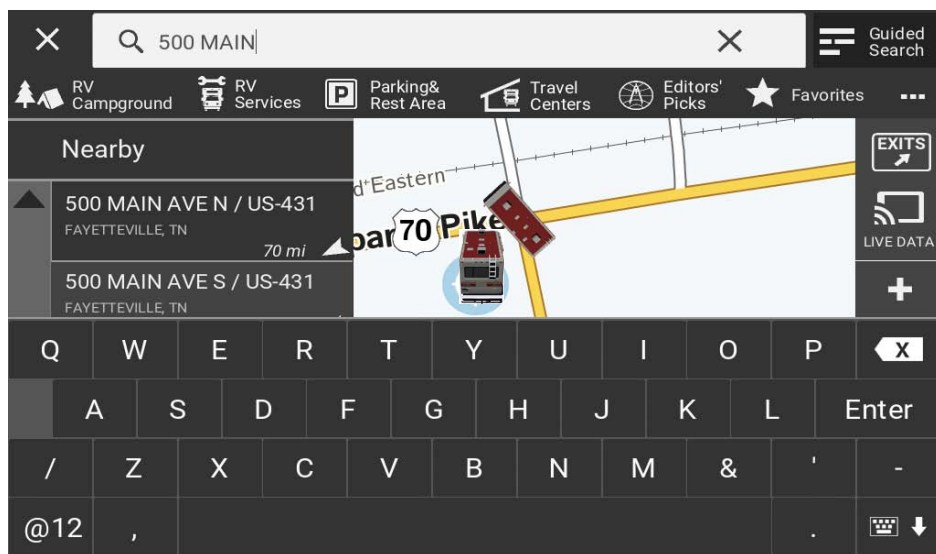 500 MAIN
Guided
Search
RV
Campground
RV
Services
P
Parking&
Rest Area
Travel
Centers
Editors'
Picks
Favorites
Nearby
EXITS
500 MAIN AVE N / US-431
FAYETTEVILLE, TN
70 mi
d Eastern
70 Pike
LIVE DATA
500 MAIN AVE S / US-431
FAYETTEVILLE, TN
Q W E R T Y U I O P X
A S D F G H J K L Enter
/ Z X C V B N M & ' -
@12 , .